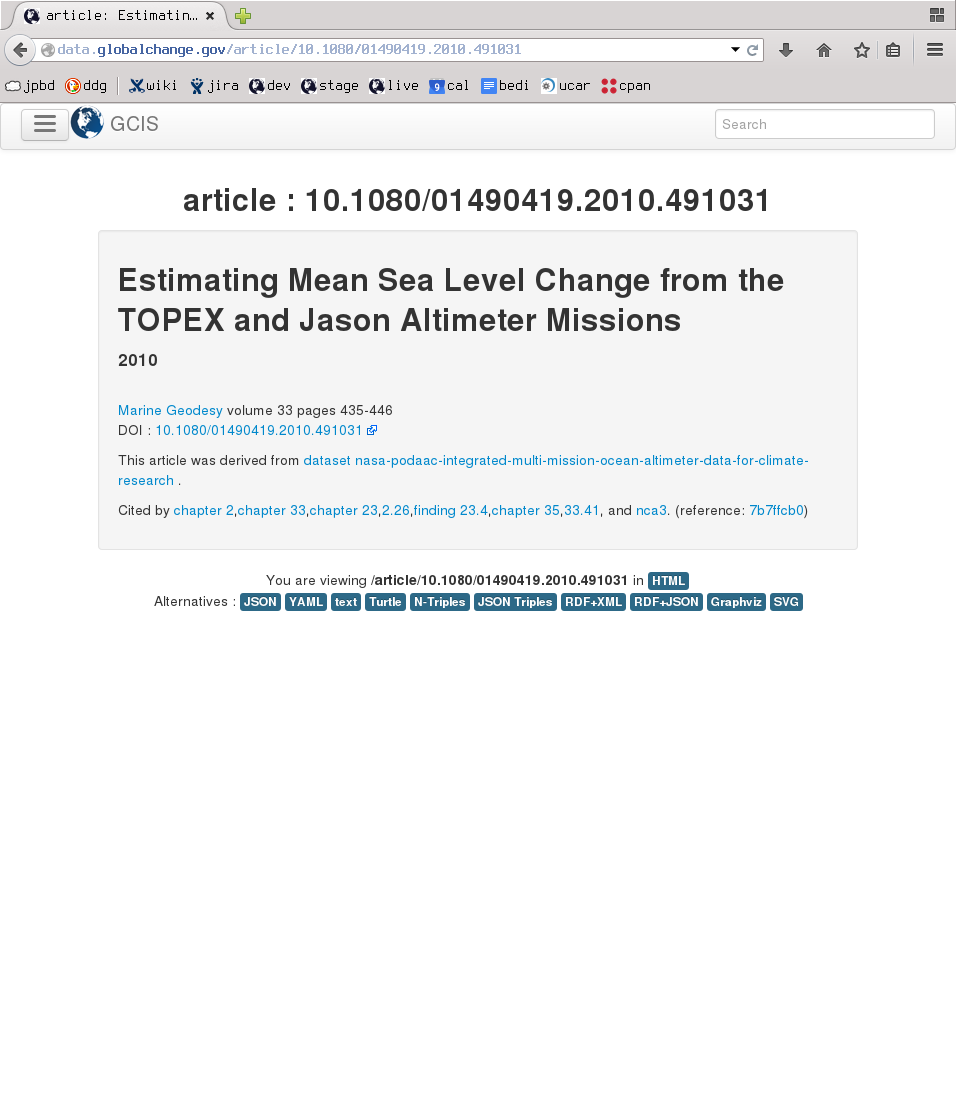 article: Estimatin...
data.globalchange.gov/article/10.1080/01490419.2010.491031
jpbd ddg wiki jira dev stage live 9 cal bedi ucar cpan
GCIS Search
article : 10.1080/01490419.2010.491031
Estimating Mean Sea Level Change from the
TOPEX and Jason Altimeter Missions
2010
Marine Geodesy volume 33 pages 435-446
DOI : 10.1080/01490419.2010.491031
This article was derived from dataset nasa-podaac-integrated-multi-mission-ocean-altimeter-data-for-climate-
research .
Cited by chapter 2,chapter 33,chapter 23,2.26,finding 23.4,chapter 35,33.41, and nca3. (reference: 7b7ffcb0)
You are viewing /article/10.1080/01490419.2010.491031 in HTML
Alternatives : JSON YAML text Turtle N-Triples JSON Triples RDF+XML RDF+JSON Graphviz SVG